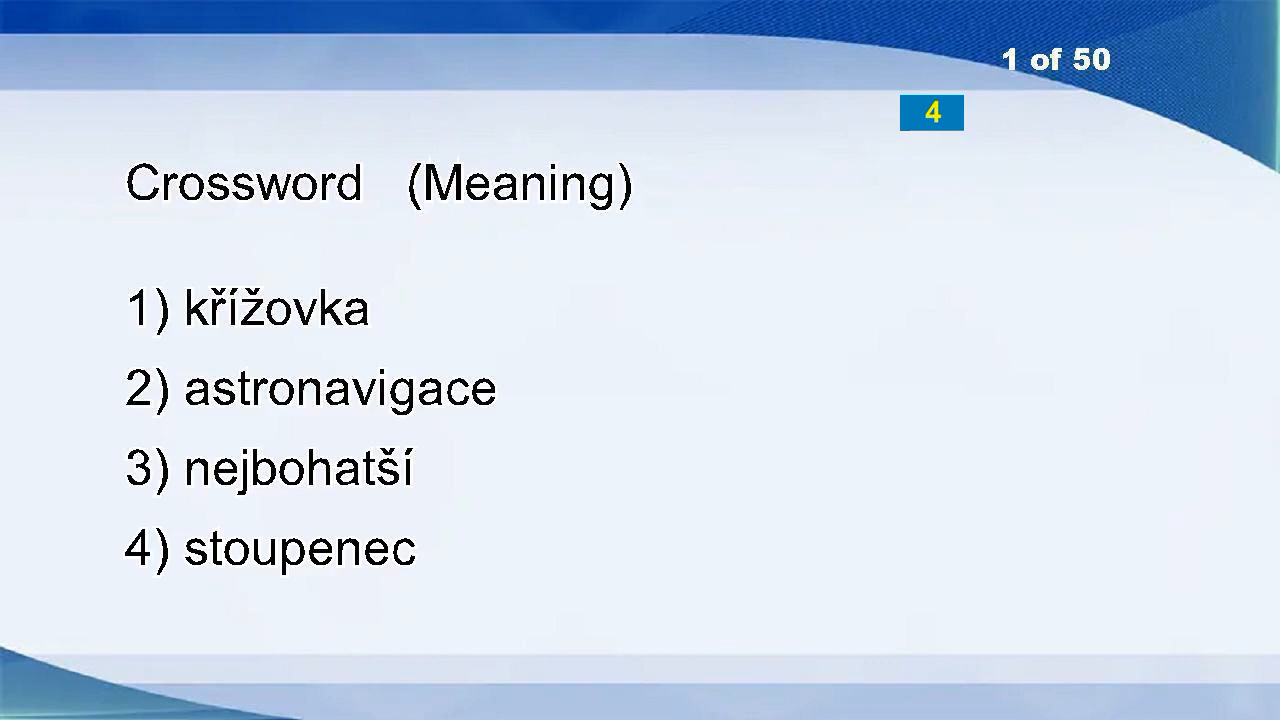 1 of 50
4
Crossword (Meaning)
1) křížovka
2) astronavigace
3) nejbohatší
4) stoupenec